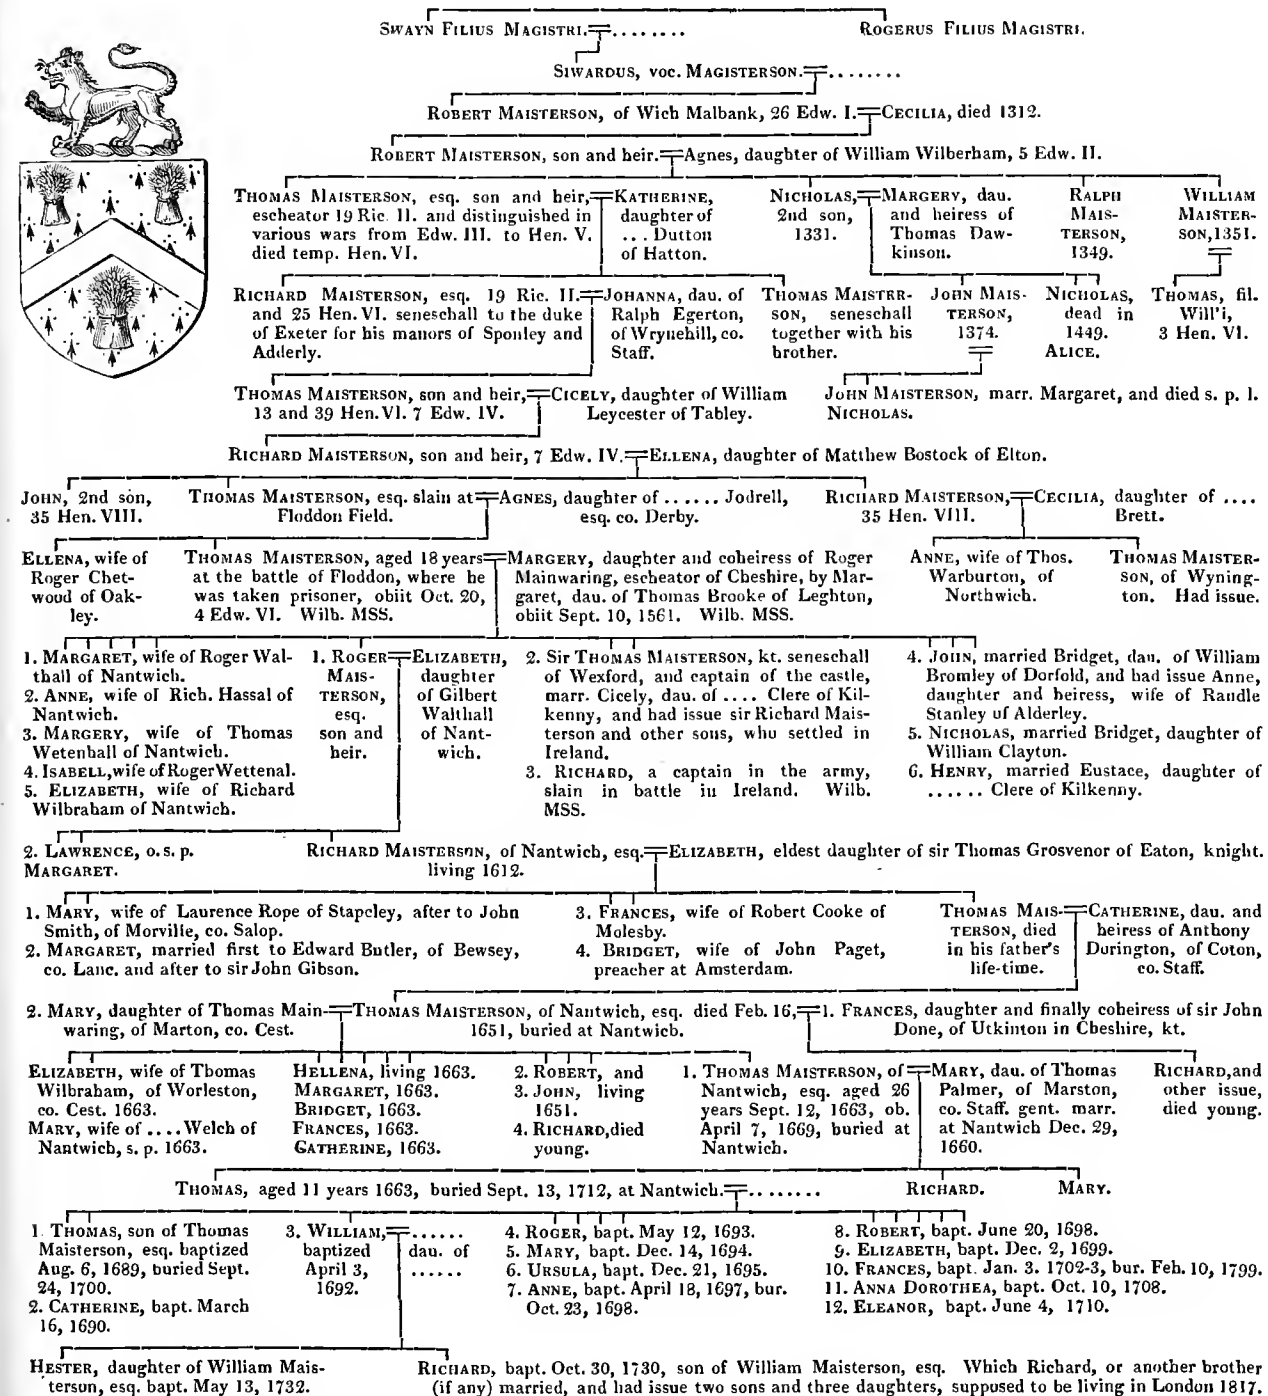 SWAYN FILIUS MAGISTRI.........
ROGERUS FILIUS MAGISTRI.
SIWARDUS, voc. MAGISTERSON.........
ROBERT MAISTERSON, of Wich Malbank, 26 Edw. I.
CECILIA, died 1312.
ROBERT MAISTERSON, son and heir.
Agnes, daughter of William Wilberham, 5 Edw. II.
THOMAS MAISTERSON, esq. son and heir,
escheator 19 Ric. II. and distinguished in
various wars from Edw. III. to Hen. V.
died temp. Hen. VI.
KATHERINE,
daughter of
... Dutton
of Hatton.
NICHOLAS,
2nd son,
1331.
MARGERY, dau.
and heiress of
Thomas Daw-
kinson.
RALPH
MAIS-
TERSON,
1349.
WILLIAM
MAISTER-
SON, 1351.
RICHARD MAISTERSON, esq. 19 Ric. II.
and 25 Hen. VI. seneschall to the duke
of Exeter for his manors of Sponley and
Adderly.
JOHANNA, dau. of
Ralph Egerton,
of Wrynehill, co.
Staff.
THOMAS MAISTER-
SON, seneschall
together with his
brother.
JOHN MAIS-
TERSON,
1374.
NICHOLAS,
dead in
1449.
ALICE.
THOMAS, fil.
Will'i,
3 Hen. VI.
THOMAS MAISTERSON, son and heir,
13 and 39 Hen. VI. 7 Edw. IV.
CICELY, daughter of William
Leycester of Tabley.
JOHN MAISTERSON, marr. Margaret, and died s. p. l.
NICHOLAS.
RICHARD MAISTERSON, son and heir, 7 Edw. IV.
ELLENA, daughter of Matthew Bostock of Elton.
JOHN, 2nd son,
35 Hen. VIII.
THOMAS MAISTERSON, esq. slain at
Floddon Field.
AGNES, daughter of ...... Jodrell,
esq. co. Derby.
RICHARD MAISTERSON,
35 Hen. VIII.
CECILIA, daughter of ....
Brett.
ELLENA, wife of
Roger Chet-
woud of Oak-
ley.
THOMAS MAISTERSON, aged 18 years
at the battle of Floddon, where he
was taken prisoner, obiit Oct. 20,
4 Edw. VI. Wilb. MSS.
MARGERY, daughter and coheiress of Roger
Mainwaring, escheator of Cheshire, by Mar-
garet, dau. of Thomas Brooke of Leghton,
obiit Sept. 10, 1561. Wilb. MSS.
ANNE, wife of Thos.
Warburton, of
Northwich.
THOMAS MAISTER-
SON, of Wyning-
ton. Had issue.
1. MARGARET, wife of Roger Wal-
thall of Nantwich.
2. ANNE, wife of Rich. Hassal of
Nantwich.
3. MARGERY, wife of Thomas
Wetenhall of Nantwich.
4. ISABELL, wife of Roger Wettenal.
5. ELIZABETH, wife of Richard
Wilbraham of Nantwich.
1. ROGER
MAIS-
TERSON,
esq.
son and
heir.
ELIZABETH,
daughter
of Gilbert
Walthall
of Nant-
wich.
2. Sir THOMAS MAISTERSON, kt. seneschall
of Wexford, and captain of the castle,
marr. Cicely, dau. of .... Clere of Kil-
kenny, and had issue sir Richard Mais-
terson and other sons, who settled in
Ireland.
3. RICHARD, a captain in the army,
slain in battle in Ireland. Wilb.
MSS.
4. JOHN, married Bridget, dau. of William
Bromley of Dorfold, and had issue Anne,
daughter and heiress, wife of Randle
Stanley of Alderley.
5. NICHOLAS, married Bridget, daughter of
William Clayton.
6. HENRY, married Eustace, daughter of
...... Clere of Kilkenny.
2. LAWRENCE, o. s. p.
MARGARET.
RICHARD MAISTERSON, of Nantwich, esq.
living 1612.
ELIZABETH, eldest daughter of sir Thomas Grosvenor of Eaton, knight.
1. MARY, wife of Laurence Rope of Stapeley, after to John
Smith, of Morville, co. Salop.
2. MARGARET, married first to Edward Butler, of Bewsey,
co. Lanc. and after to sir John Gibson.
3. FRANCES, wife of Robert Cooke of
Molesby.
4. BRIDGET, wife of John Paget,
preacher at Amsterdam.
THOMAS MAIS-
TERSON, died
in his father's
life-time.
CATHERINE, dau. and
heiress of Anthony
Dorington, of Coton,
co. Staff.
2. MARY, daughter of Thomas Main-
waring, of Marton, co. Cest.
THOMAS MAISTERSON, of Nantwich, esq. died Feb. 16,
1651, buried at Nantwich.
1. FRANCES, daughter and finally coheiress of sir John
Done, of Utkinton in Cheshire, kt.
ELIZABETH, wife of Thomas
Wilbraham, of Worleston,
co. Cest. 1663.
MARY, wife of .... Welch of
Nantwich, s. p. 1663.
HELLENA, living 1663.
MARGARET, 1663.
BRIDGET, 1663.
FRANCES, 1663.
CATHERINE, 1663.
2. ROBERT, and
3. JOHN, living
1651.
4. RICHARD, died
young.
1. THOMAS MAISTERSON, of
Nantwich, esq. aged 26
years Sept. 12, 1663, ob.
April 7, 1669, buried at
Nantwich.
MARY, dau. of Thomas
Palmer, of Marston,
co. Staff. gent. marr.
at Nantwich Dec. 29,
1660.
RICHARD, and
other issue,
died young.
THOMAS, aged 11 years 1663, buried Sept. 13, 1712, at Nantwich.........
RICHARD.
MARY.
1. THOMAS, son of Thomas
Maisterson, esq. baptized
Aug. 6, 1689, buried Sept.
24, 1700.
2. CATHERINE, bapt. March
16, 1690.
3. WILLIAM,
baptized
April 3,
1692.
......
dau. of
......
4. ROGER, bapt. May 12, 1693.
5. MARY, bapt. Dec. 14, 1694.
6. URSULA, bapt. Dec. 21, 1695.
7. ANNE, bapt. April 18, 1697, bur.
Oct. 23, 1698.
8. ROBERT, bapt. June 20, 1698.
9. ELIZABETH, bapt. Dec. 2, 1699.
10. FRANCES, bapt. Jan. 3. 1702-3, bur. Feb. 10, 1799.
11. ANNA DOROTHEA, bapt. Oct. 10, 1708.
12. ELEANOR, bapt. June 4, 1710.
HESTER, daughter of William Mais-
terson, esq. bapt. May 13, 1732.
RICHARD, bapt. Oct. 30, 1730, son of William Maisterson, esq. Which Richard, or another brother
(if any) married, and had issue two sons and three daughters, supposed to be living in London 1817.